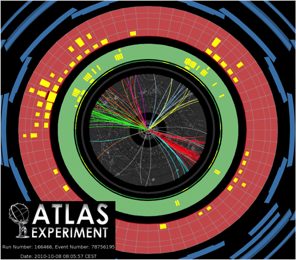 ATLAS
EXPERIMENT
Run Number: 166466, Event Number: 78756195
Date: 2010-10-08 08:05:57 CEST